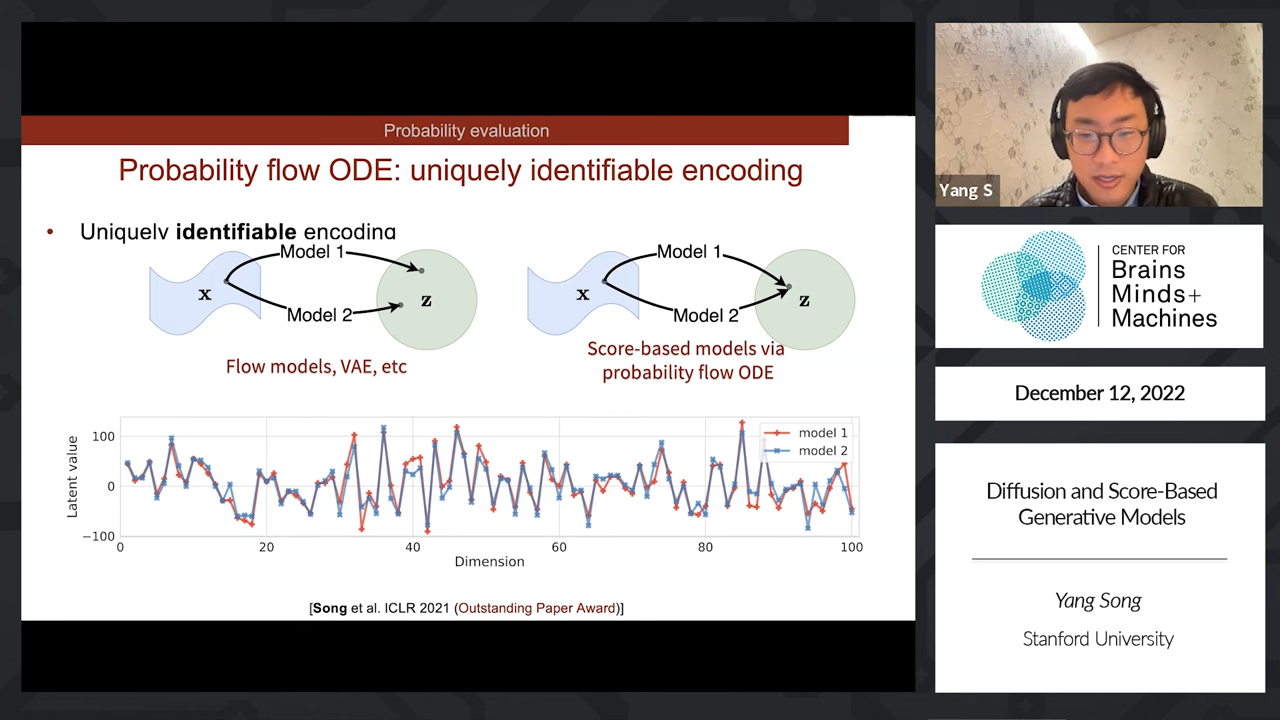 Probability evaluation
Probability flow ODE: uniquely identifiable encoding
• Uniquely identifiable encoding
Model 1
x
z
Model 2
Flow models, VAE, etc
Model 1
x
z
Model 2
Score-based models via
probability flow ODE
Latent value
100
0
−100
model 1
model 2
0 20 40 60 80 100
Dimension
[Song et al. ICLR 2021 (Outstanding Paper Award)]
Yang S
CENTER FOR
Brains
Minds+
Machines
December 12, 2022
Diffusion and Score-Based
Generative Models
Yang Song
Stanford University